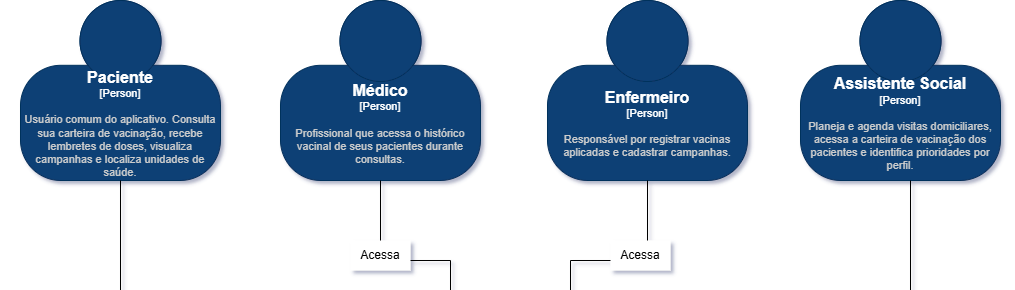 Paciente
[Person]
Usuário comum do aplicativo. Consulta
sua carteira de vacinação, recebe
lembretes de doses, visualiza
campanhas e localiza unidades de
saúde.
Médico
[Person]
Profissional que acessa o histórico
vacinal de seus pacientes durante
consultas.
Enfermeiro
[Person]
Responsável por registrar vacinas
aplicadas e cadastrar campanhas.
Assistente Social
[Person]
Planeja e agenda visitas domiciliares,
acessa a carteira de vacinação dos
pacientes e identifica prioridades por
perfil.
Acessa
Acessa